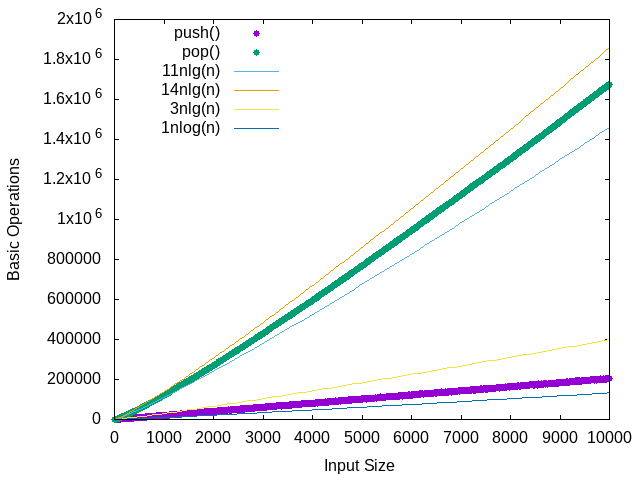 2x10^6
1.8x10^6
1.6x10^6
1.4x10^6
1.2x10^6
1x10^6
800000
600000
400000
200000
0
Basic Operations
push()
pop()
11nlg(n)
14nlg(n)
3nlg(n)
1nlog(n)
0 1000 2000 3000 4000 5000 6000 7000 8000 9000 10000
Input Size